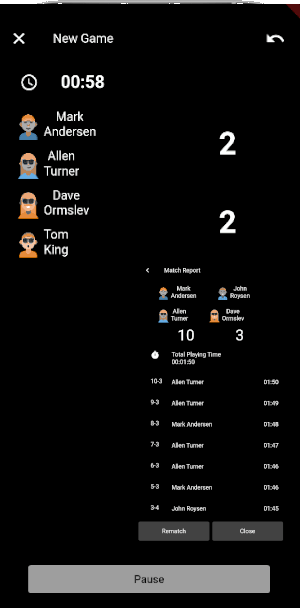 New Game
00:58
Mark
Andersen
Allen
Turner
2
Dave
Ormslev
Tom
King
2
Match Report
Mark
Andersen
John
Roysen
Allen
Turner
Dave
Ormslev
10 3
Total Playing Time
00:01:50
10-3 Allen Turner 01:50
9-3 Allen Turner 01:49
8-3 Mark Andersen 01:48
7-3 Allen Turner 01:47
6-3 Allen Turner 01:46
5-3 Mark Andersen 01:46
3-4 John Roysen 01:45
Rematch Close
Pause